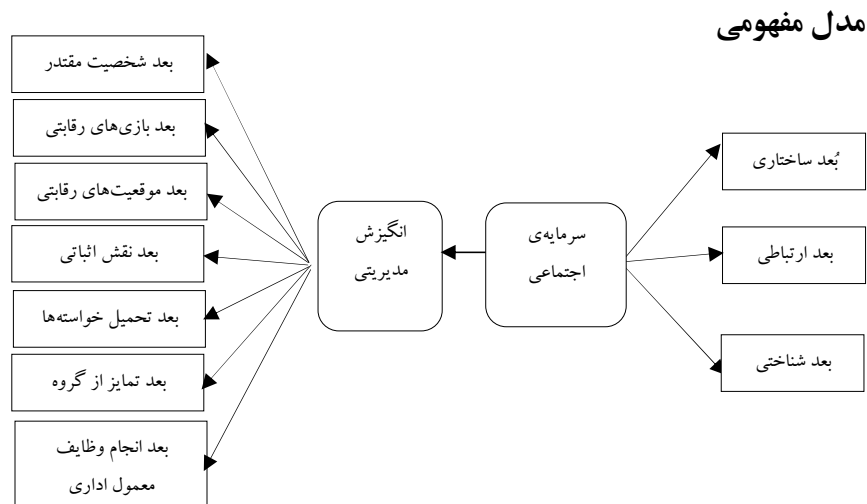 مدل مفهومی
بُعد ساختاری
بعد ارتباطی
بعد شناختی
سرمایه‌ی
اجتماعی
انگیزش
مدیریتی
بعد شخصیت مقتدر
بعد بازی‌های رقابتی
بعد موقعیت‌های رقابتی
بعد نقش اثباتی
بعد تحمیل خواسته‌ها
بعد تمایز از گروه
بعد انجام وظایف
معمول اداری